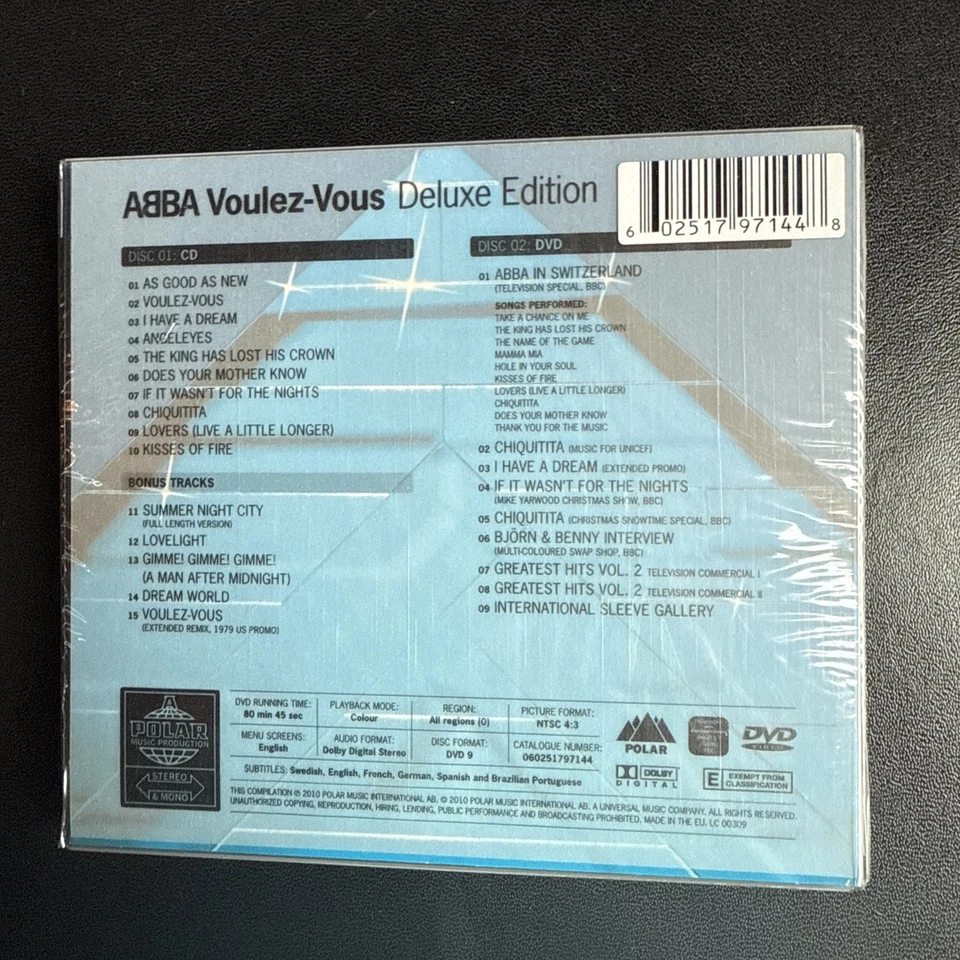 ABBA Voulez-Vous Deluxe Edition
6 02517 97144 8
DISC 01: CD
01 AS GOOD AS NEW
02 VOULEZ-VOUS
03 I HAVE A DREAM
04 ANGELEYES
05 THE KING HAS LOST HIS CROWN
06 DOES YOUR MOTHER KNOW
07 IF IT WASN'T FOR THE NIGHTS
08 CHIQUITITA
09 LOVERS (LIVE A LITTLE LONGER)
10 KISSES OF FIRE
BONUS TRACKS
11 SUMMER NIGHT CITY
(FULL LENGTH VERSION)
12 LOVELIGHT
13 GIMME! GIMME! GIMME!
(A MAN AFTER MIDNIGHT)
14 DREAM WORLD
15 VOULEZ-VOUS
(EXTENDED REMIX, 1979 US PROMO)
DISC 02: DVD
01 ABBA IN SWITZERLAND
(TELEVISION SPECIAL, BBC)
SONGS PERFORMED:
TAKE A CHANCE ON ME
THE KING HAS LOST HIS CROWN
THE NAME OF THE GAME
MAMMA MIA
HOLE IN YOUR SOUL
KISSES OF FIRE
LOVERS (LIVE A LITTLE LONGER)
CHIQUITITA
DOES YOUR MOTHER KNOW
THANK YOU FOR THE MUSIC
02 CHIQUITITA (MUSIC FOR UNICEF)
03 I HAVE A DREAM (EXTENDED PROMO)
04 IF IT WASN'T FOR THE NIGHTS
(MIKE YARWOOD CHRISTMAS SHOW, BBC)
05 CHIQUITITA (CHRISTMAS SNOWTIME SPECIAL, BBC)
06 BJÖRN & BENNY INTERVIEW
(MULTI-COLOURED SWAP SHOP, BBC)
07 GREATEST HITS VOL. 2 TELEVISION COMMERCIAL I
08 GREATEST HITS VOL. 2 TELEVISION COMMERCIAL II
09 INTERNATIONAL SLEEVE GALLERY
A
POLAR
MUSIC PRODUCTION
STEREO
& MONO
DVD RUNNING TIME:
80 min 45 sec
PLAYBACK MODE:
Colour
REGION:
All regions (0)
PICTURE FORMAT:
NTSC 4:3
MENU SCREENS:
English
AUDIO FORMAT:
Dolby Digital Stereo
DISC FORMAT:
DVD 9
CATALOGUE NUMBER:
060251797144
SUBTITLES: Swedish, English, French, German, Spanish and Brazilian Portuguese
POLAR
DVD
VIDEO
DOLBY
DIGITAL
E EXEMPT FROM
CLASSIFICATION
THIS COMPILATION ℗ 2010 POLAR MUSIC INTERNATIONAL AB. © 2010 POLAR MUSIC INTERNATIONAL AB. A UNIVERSAL MUSIC COMPANY. ALL RIGHTS RESERVED.
UNAUTHORIZED COPYING, REPRODUCTION, HIRING, LENDING, PUBLIC PERFORMANCE AND BROADCASTING PROHIBITED. MADE IN THE EU. LC 00309